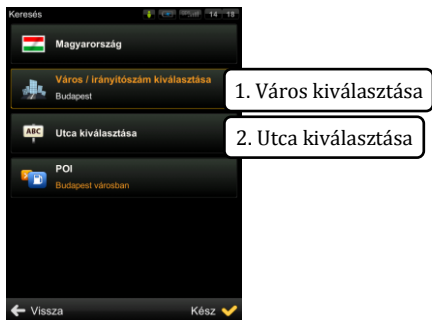 Keresés 14 18
Magyarország
Város / irányítószám kiválasztása
Budapest
1. Város kiválasztása
ABC
Utca kiválasztása
2. Utca kiválasztása
POI
Budapest városban
Vissza
Kész